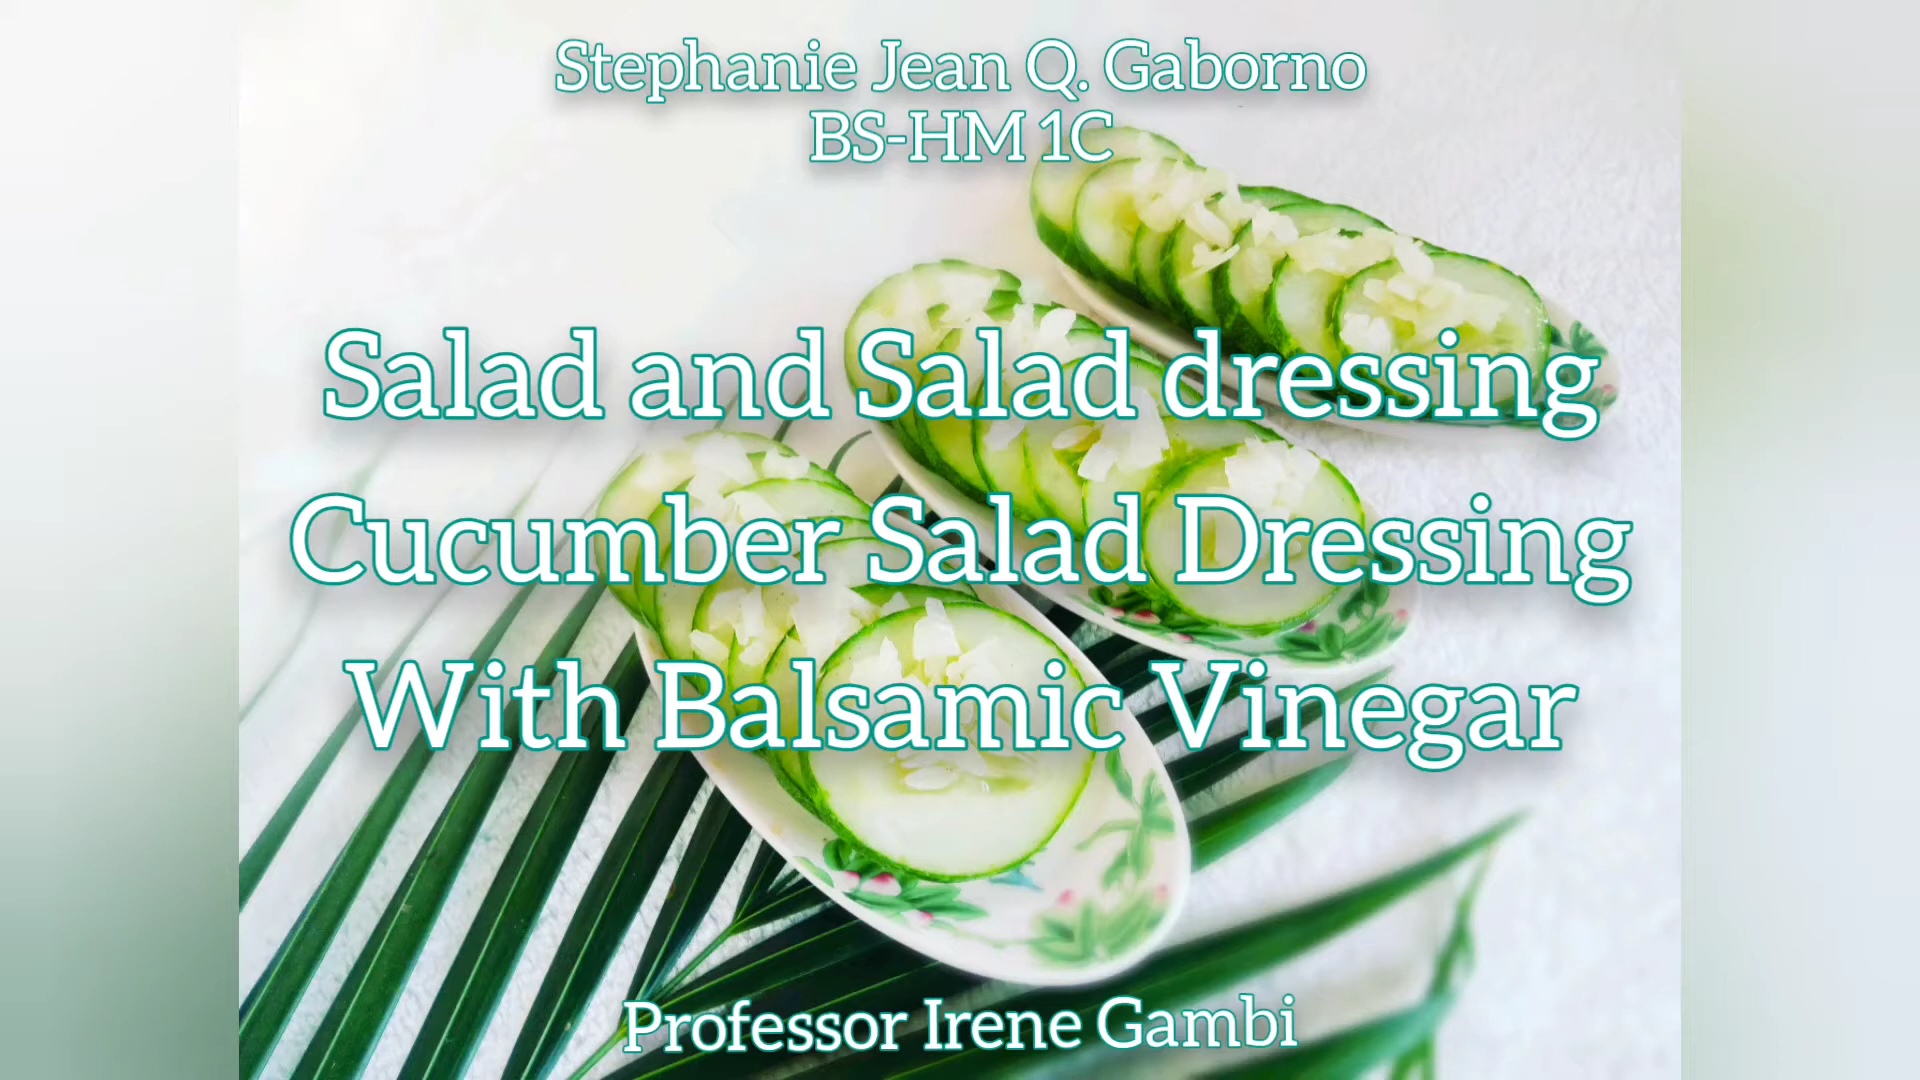 Stephanie Jean Q. Gaborno
BS-HM 1C
Salad and Salad dressing
Cucumber Salad Dressing
With Balsamic Vinegar
Professor Irene Gambi